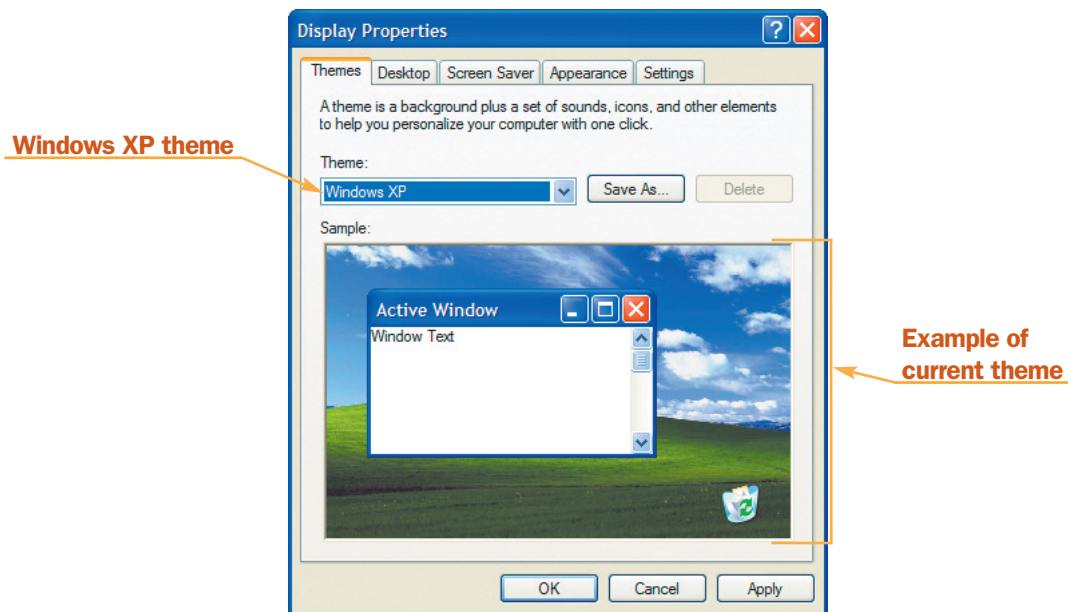 Display Properties
?
Themes Desktop Screen Saver Appearance Settings
A theme is a background plus a set of sounds, icons, and other elements
to help you personalize your computer with one click.
Windows XP theme
Theme:
Windows XP Save As... Delete
Sample:
Active Window
Window Text
Example of
current theme
OK Cancel Apply